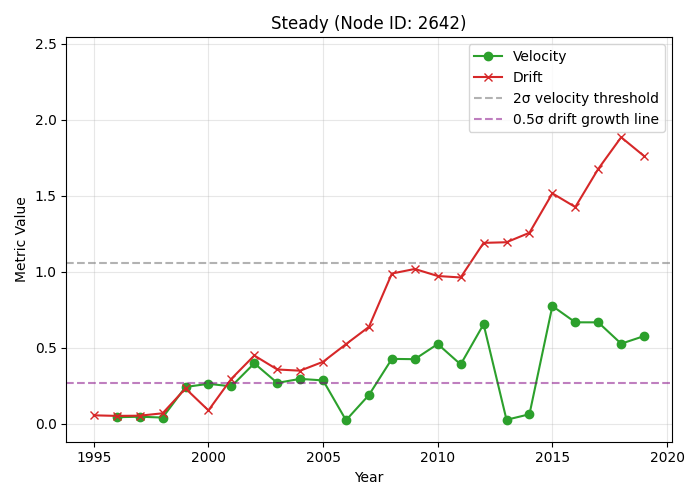 Steady (Node ID: 2642)
Velocity
Drift
2σ velocity threshold
0.5σ drift growth line
Metric Value
2.5
2.0
1.5
1.0
0.5
0.0
1995
2000
2005
2010
2015
2020
Year